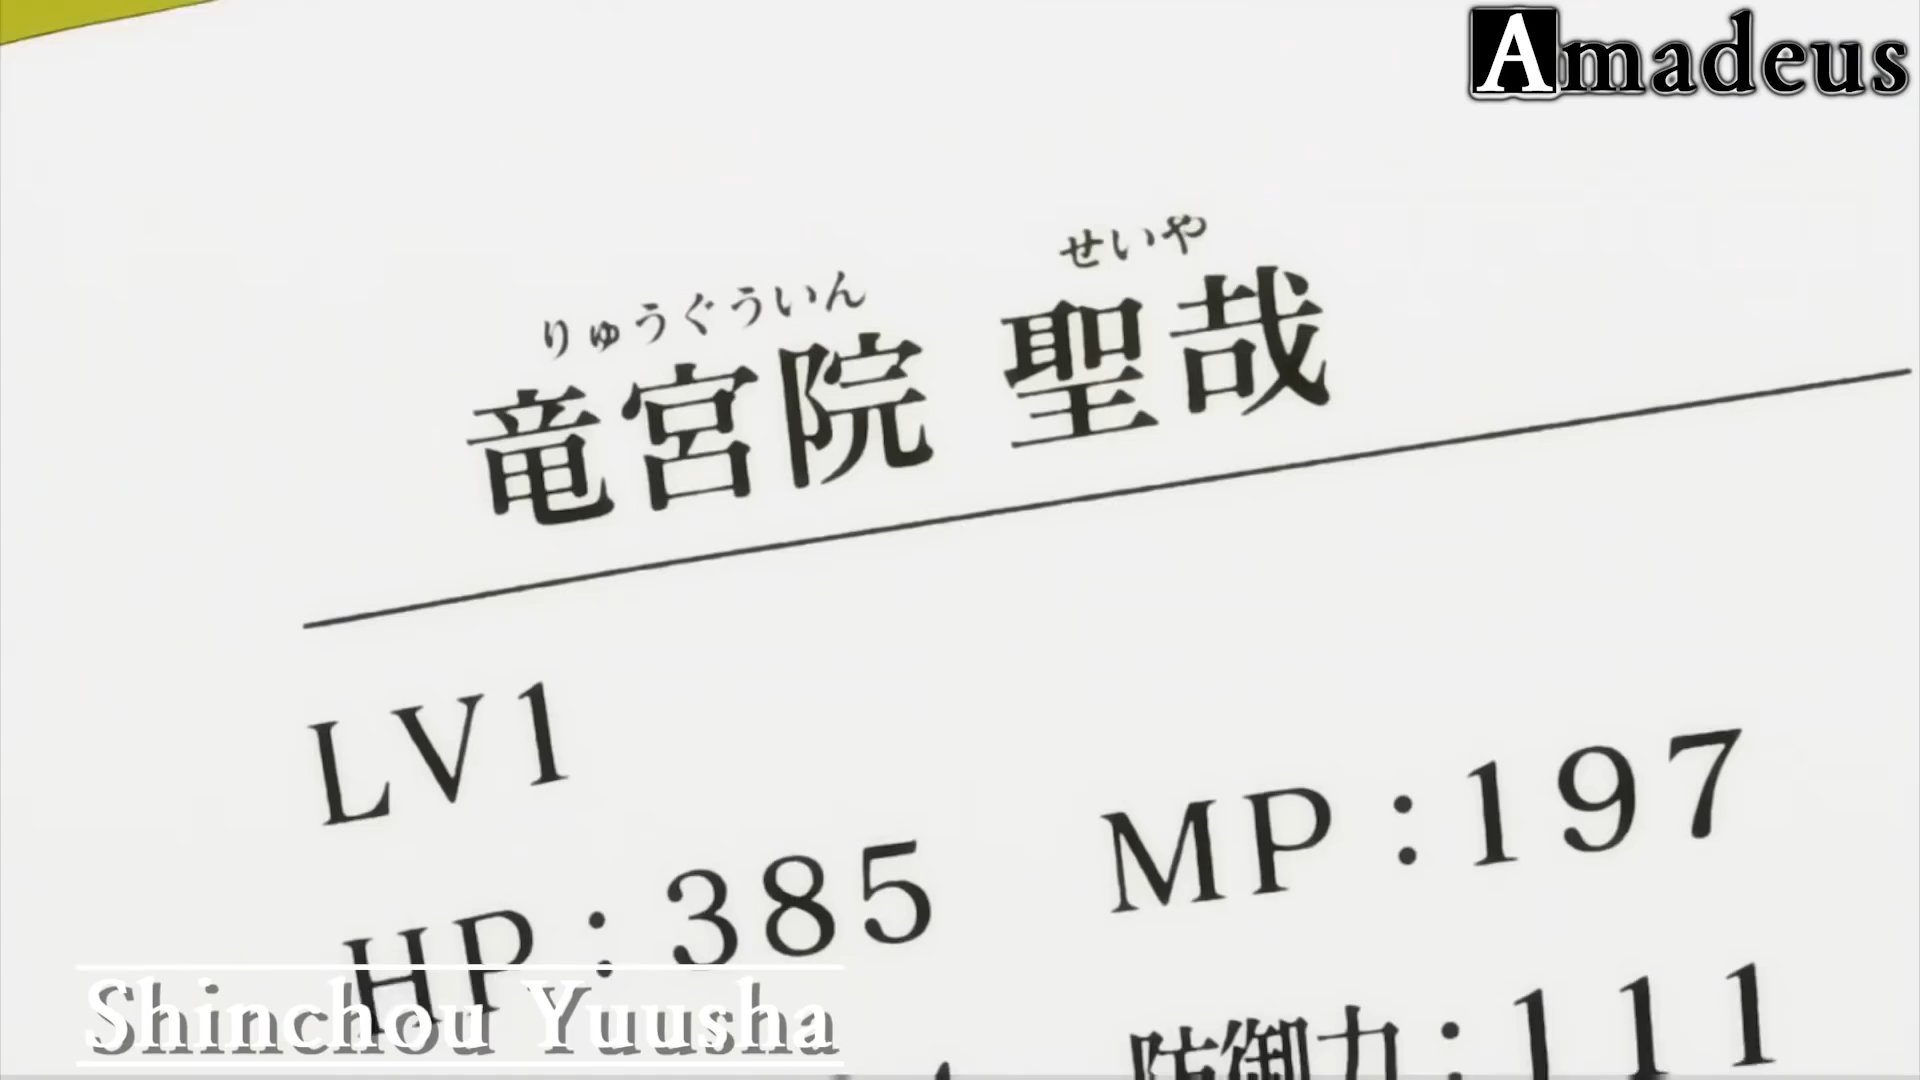 Amadeus
りゅうぐういん せいや
竜宮院 聖哉
LV1
HP:385 MP:197
防御力:111
Shinchou Yuusha